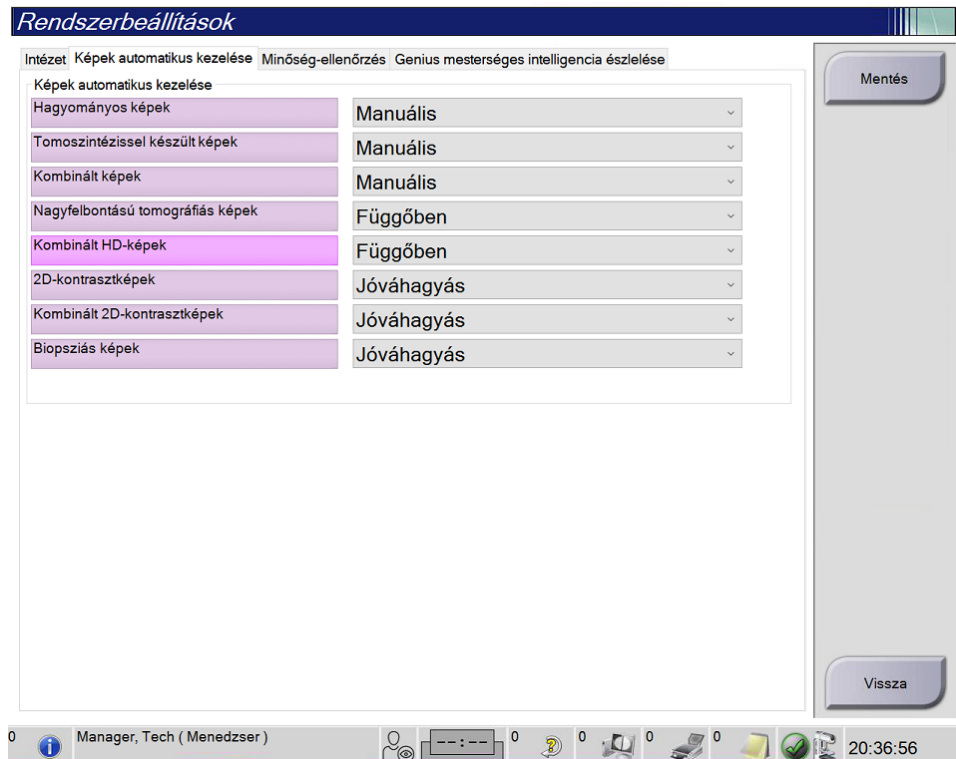 Rendszerbeállítások
Intézet Képek automatikus kezelése Minőség-ellenőrzés Genius mesterséges intelligencia észlelése
Képek automatikus kezelése
Hagyományos képek Manuális
Tomoszintézissel készült képek Manuális
Kombinált képek Manuális
Nagyfelbontású tomográfiás képek Függőben
Kombinált HD-képek Függőben
2D-kontrasztképek Jóváhagyás
Kombinált 2D-kontrasztképek Jóváhagyás
Biopsziás képek Jóváhagyás
Mentés
Vissza
0 Manager, Tech ( Menedzser ) --:-- 0 0 0 0 20:36:56